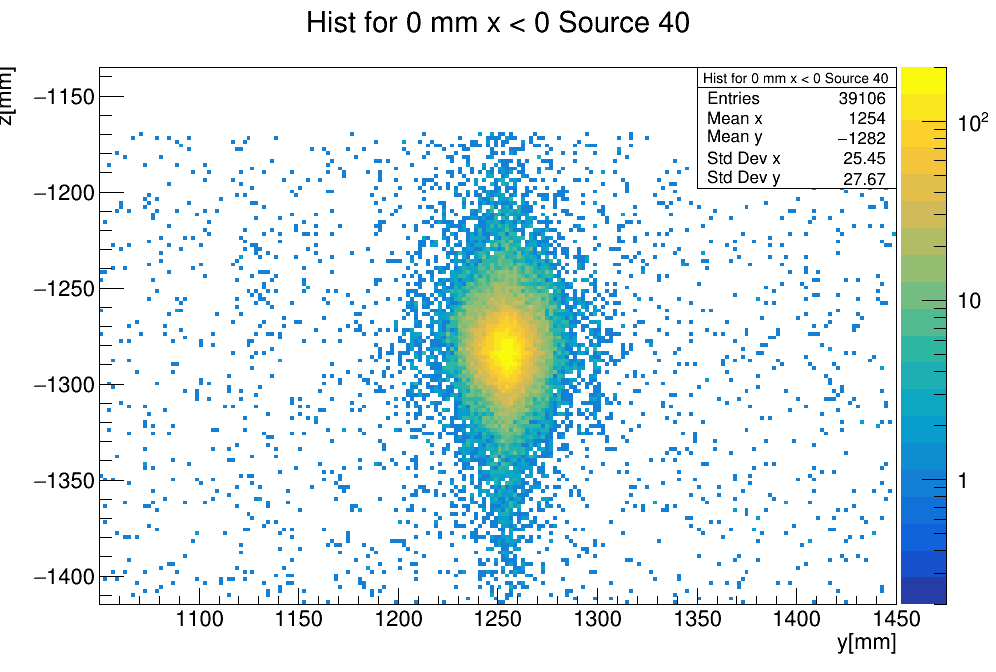 Hist for 0 mm x < 0 Source 40
z[mm]
−1150
−1200
−1250
−1300
−1350
−1400
Hist for 0 mm x < 0 Source 40
Entries 39106
Mean x 1254
Mean y −1282
Std Dev x 25.45
Std Dev y 27.67
10²
10
1
1100 1150 1200 1250 1300 1350 1400 1450
y[mm]